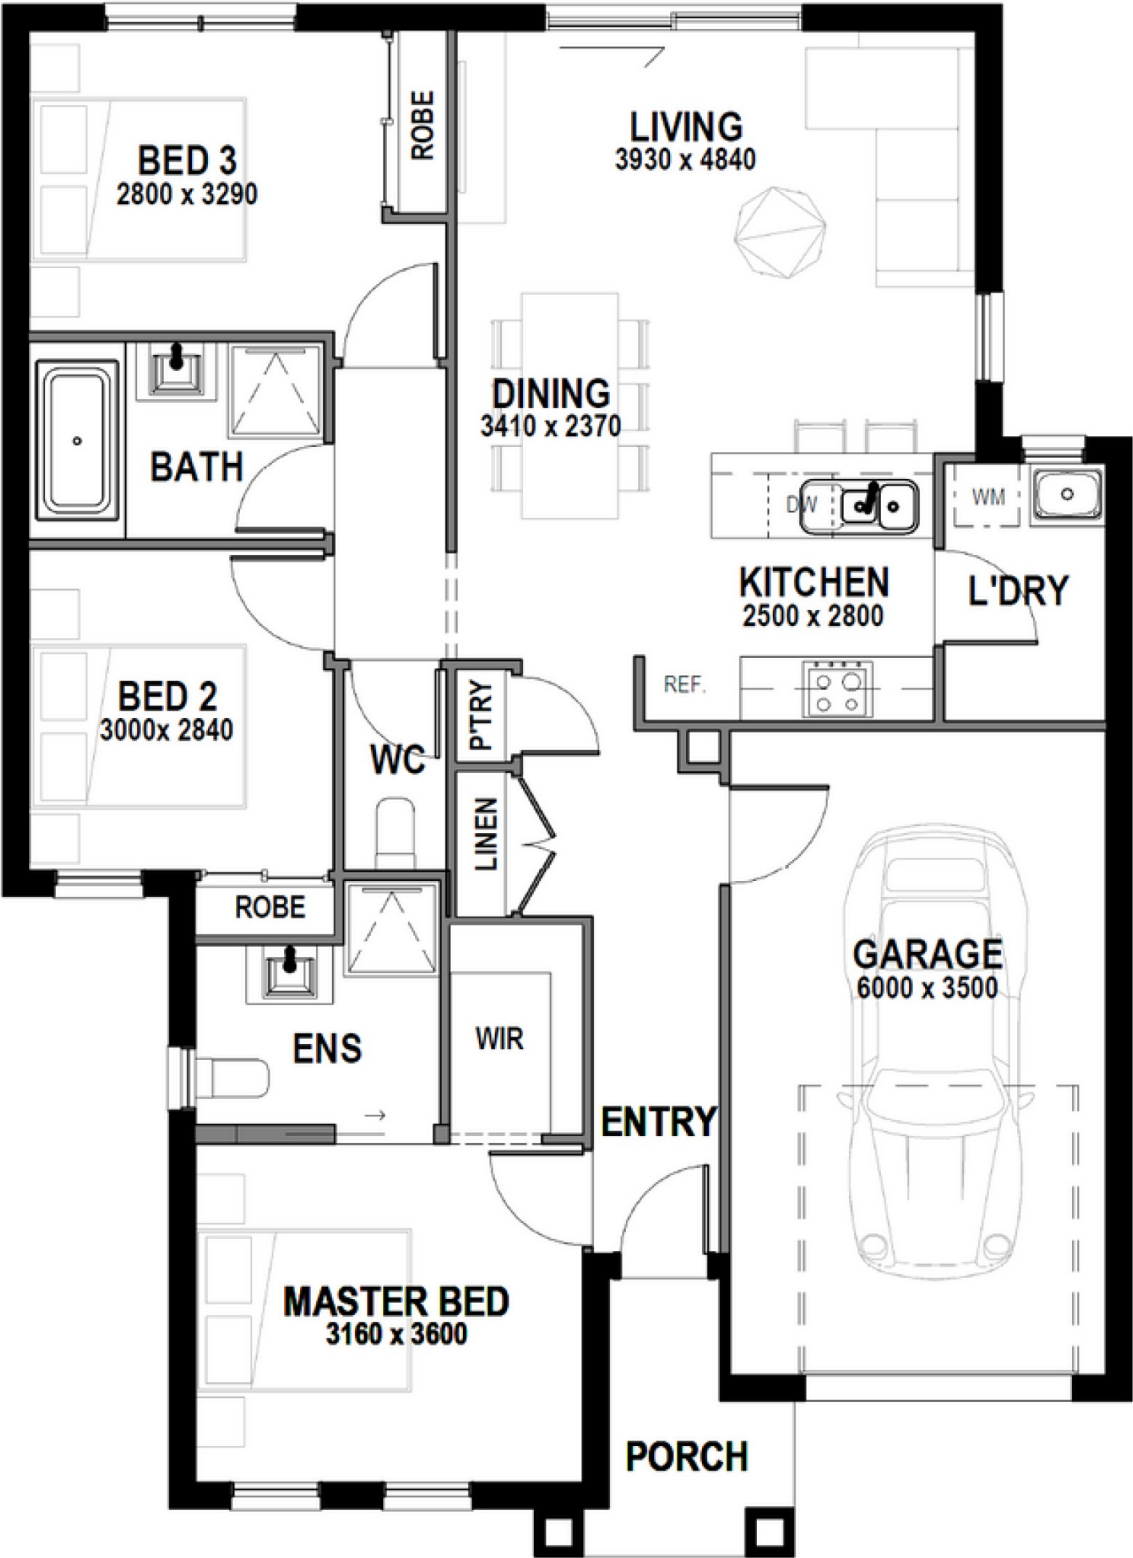 BED 3
2800 x 3290
ROBE
LIVING
3930 x 4840
DINING
3410 x 2370
BATH
DW
WM
KITCHEN
2500 x 2800
L'DRY
BED 2
3000x 2840
WC
P'TRY
REF.
LINEN
ROBE
GARAGE
6000 x 3500
ENS
WIR
ENTRY
MASTER BED
3160 x 3600
PORCH